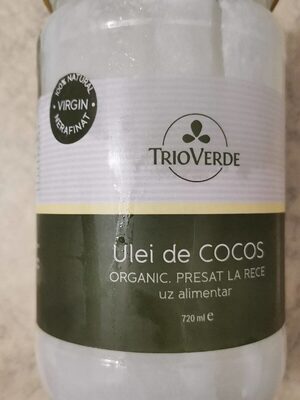 100% NATURAL
VIRGIN
NERAFINAT
TRIOVERDE
Ulei de COCOS
ORGANIC. PRESAT LA RECE
uz alimentar
720 ml e